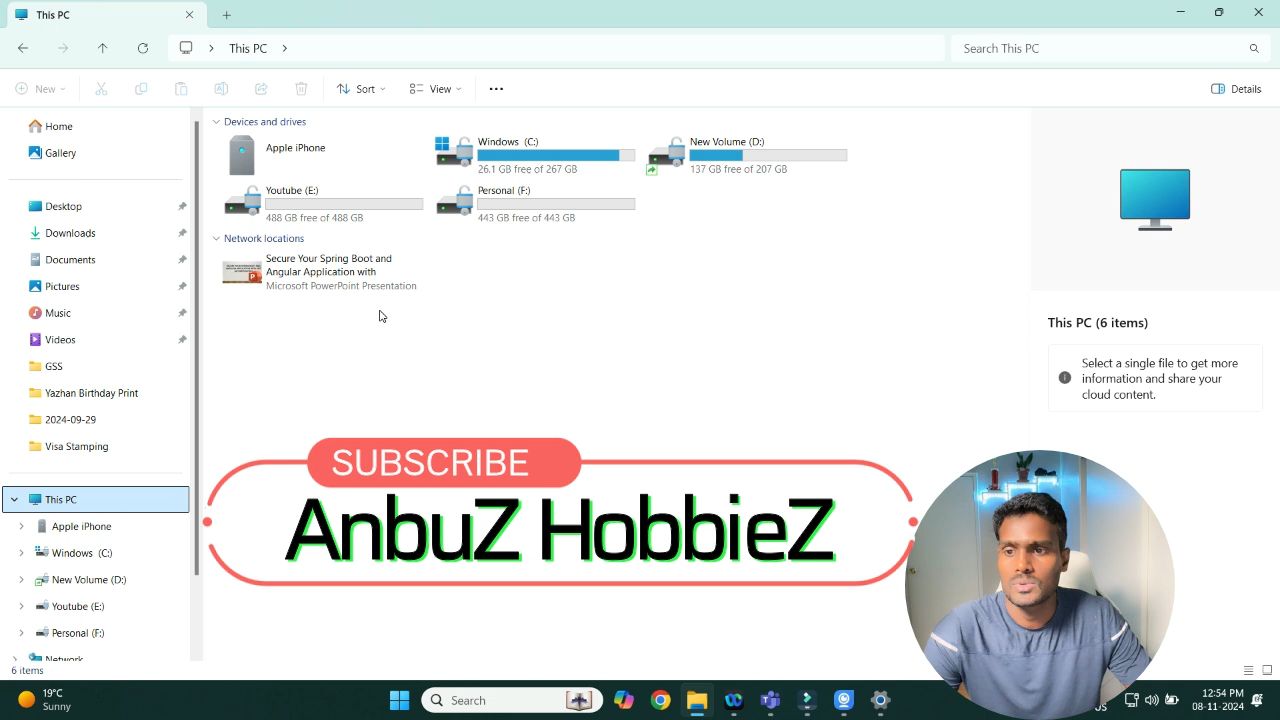 This PC
This PC
Search This PC
New
Sort
View
Details
Home
Gallery
Desktop
Downloads
Documents
Pictures
Music
Videos
GSS
Yazhan Birthday Print
2024-09-29
Visa Stamping
This PC
Apple iPhone
Windows (C:)
New Volume (D:)
Youtube (E:)
Personal (F:)
Network
Devices and drives
Apple iPhone
Windows (C:)
26.1 GB free of 267 GB
New Volume (D:)
137 GB free of 207 GB
Youtube (E:)
488 GB free of 488 GB
Personal (F:)
443 GB free of 443 GB
Network locations
Secure Your Spring Boot and
Angular Application with
Microsoft PowerPoint Presentation
This PC (6 items)
Select a single file to get more
information and share your
cloud content.
SUBSCRIBE
AnbuZ HobbieZ
6 items
19°C
Sunny
Search
US
12:54 PM
08-11-2024